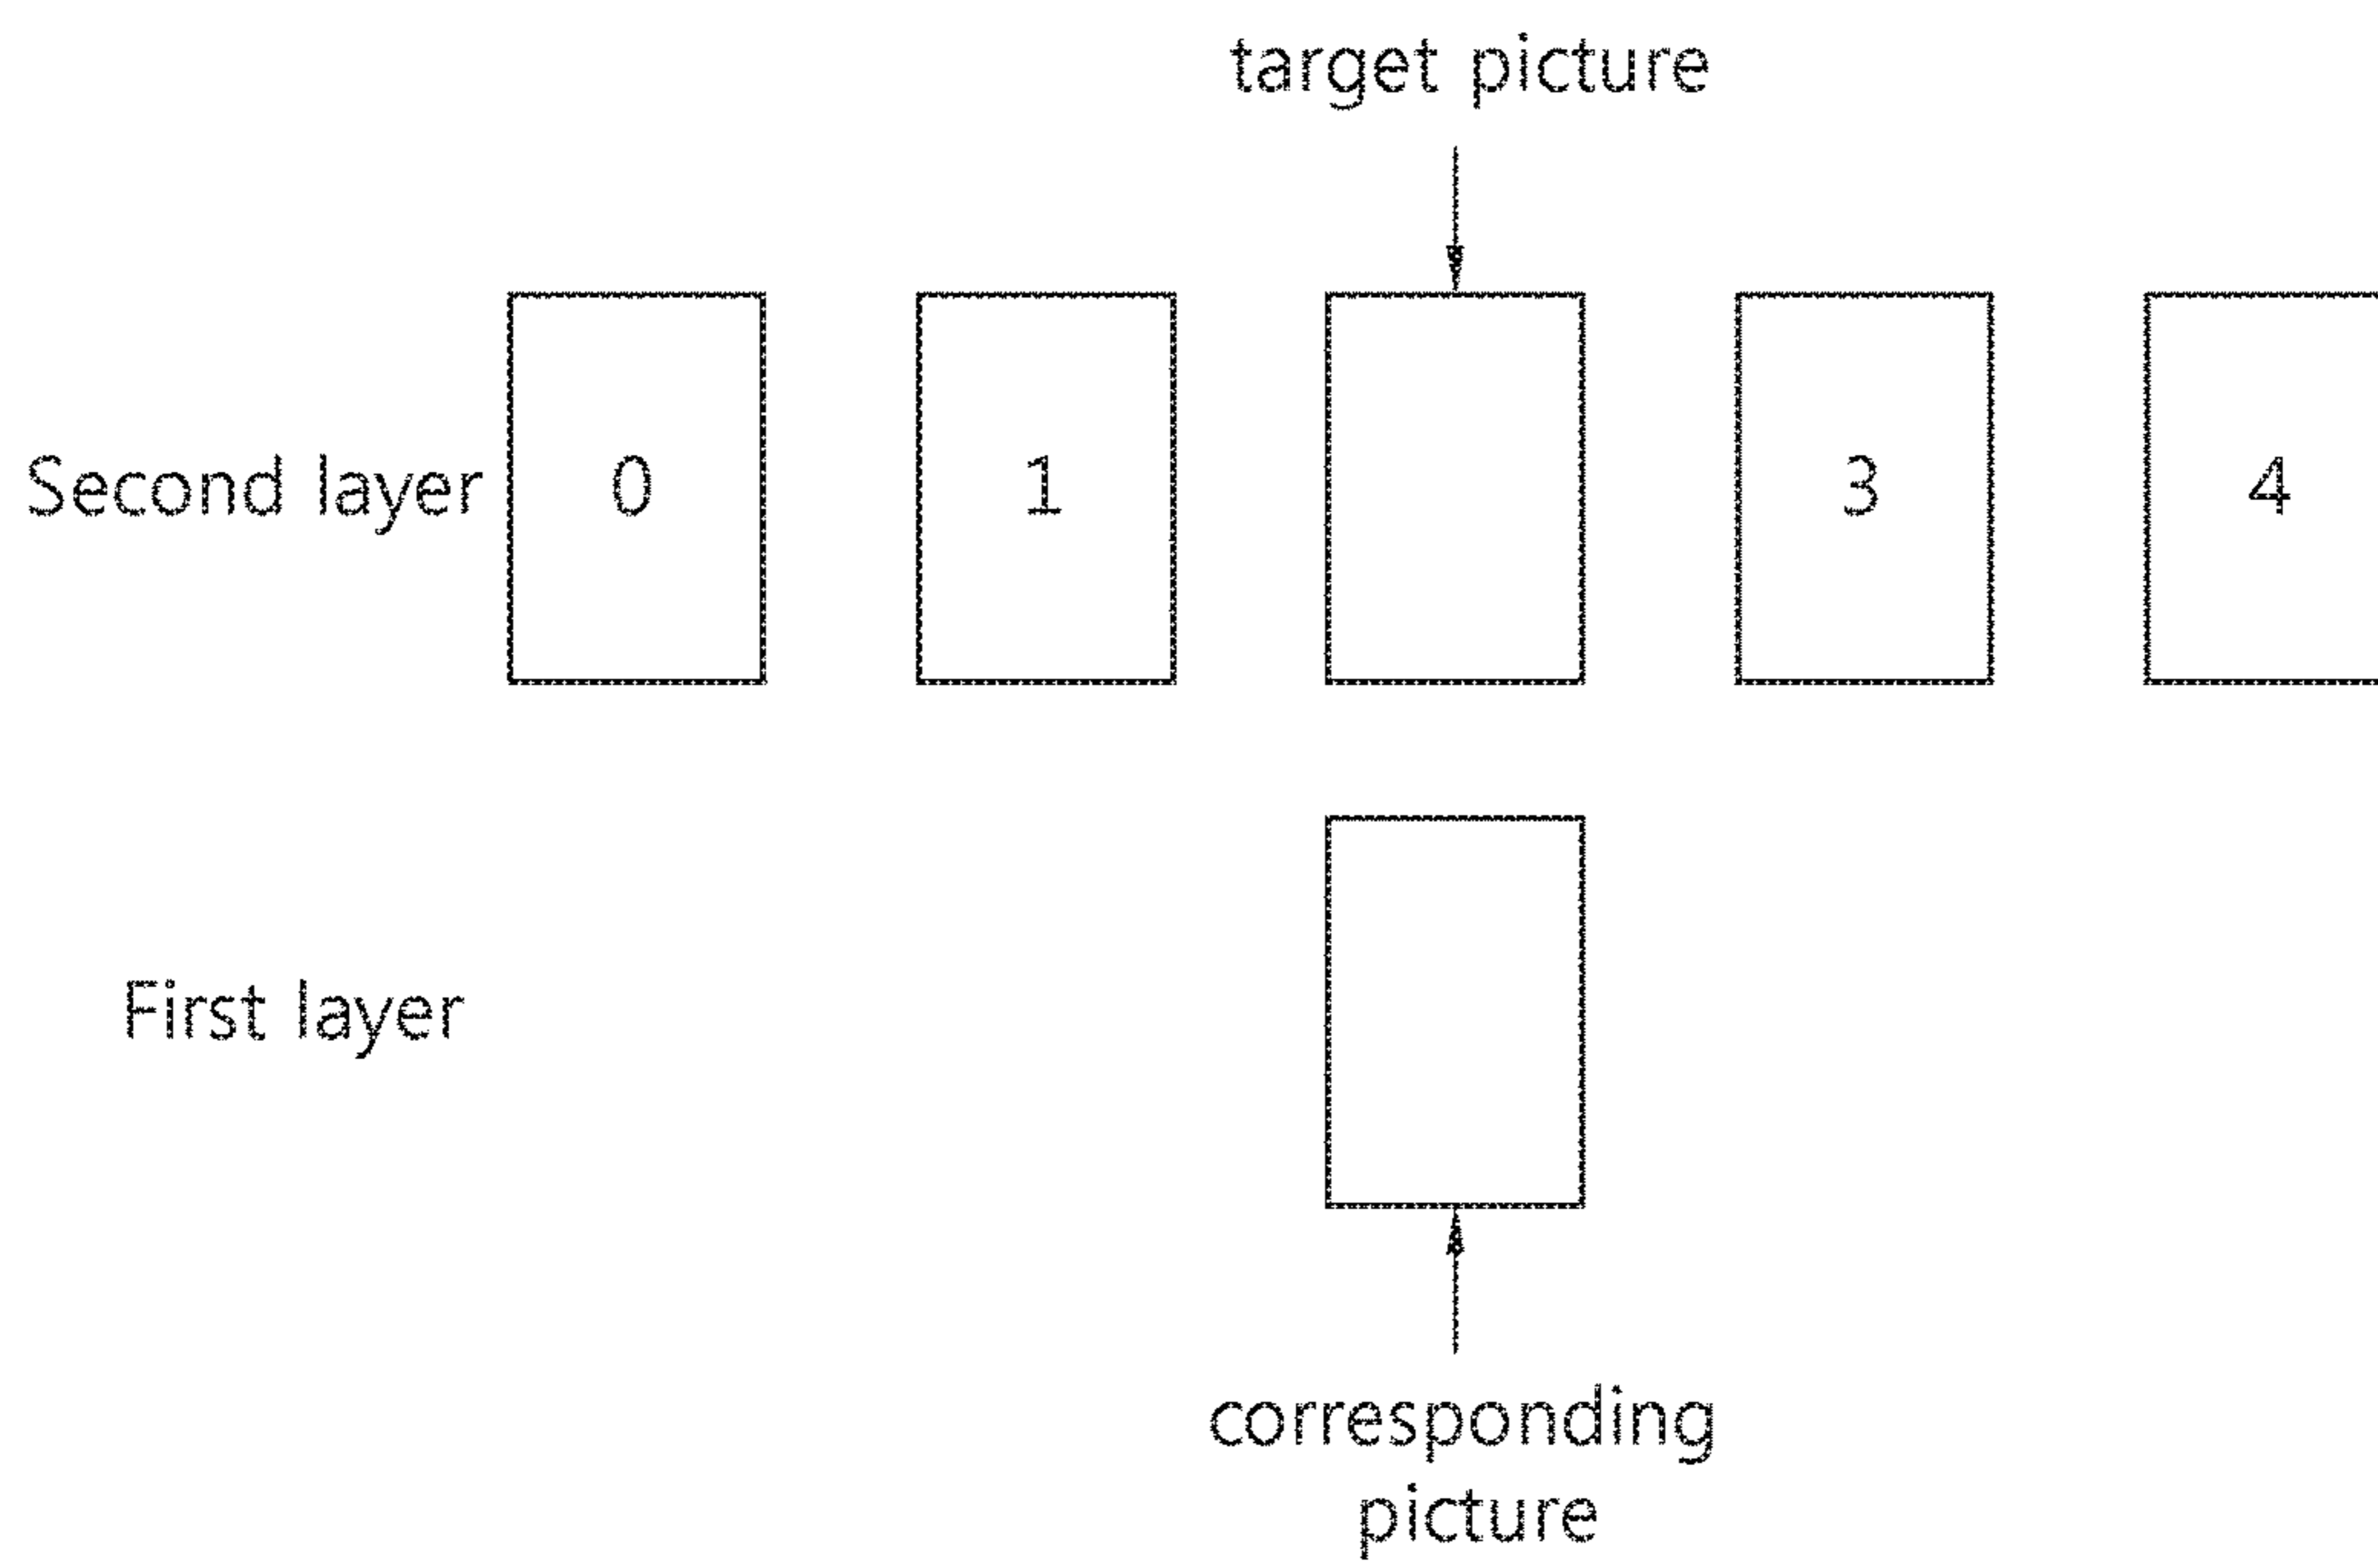 target picture
Second layer 0 1 3 4
First layer
corresponding
picture